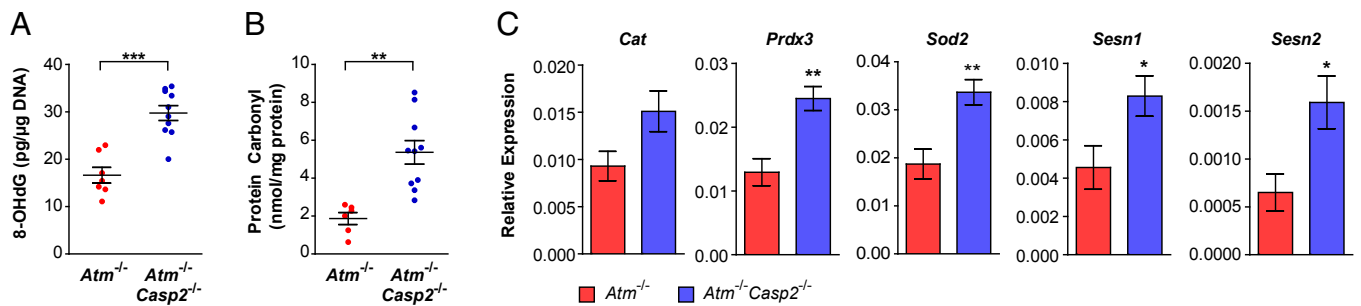 A
8-OHdG (pg/µg DNA)
40
30
20
10
0
***
Atm-/-
Atm-/-
Casp2-/-
B
Protein Carbonyl
(nmol/mg protein)
10
8
6
4
2
0
**
Atm-/-
Atm-/-
Casp2-/-
C
Relative Expression
Cat
0.020
0.015
0.010
0.005
0.000
Prdx3
0.03
0.02
0.01
0.00
**
Sod2
0.04
0.03
0.02
0.01
0.00
**
Sesn1
0.010
0.008
0.006
0.004
0.002
0.000
*
Sesn2
0.0020
0.0015
0.0010
0.0005
0.0000
*
Atm-/-
Atm-/-Casp2-/-